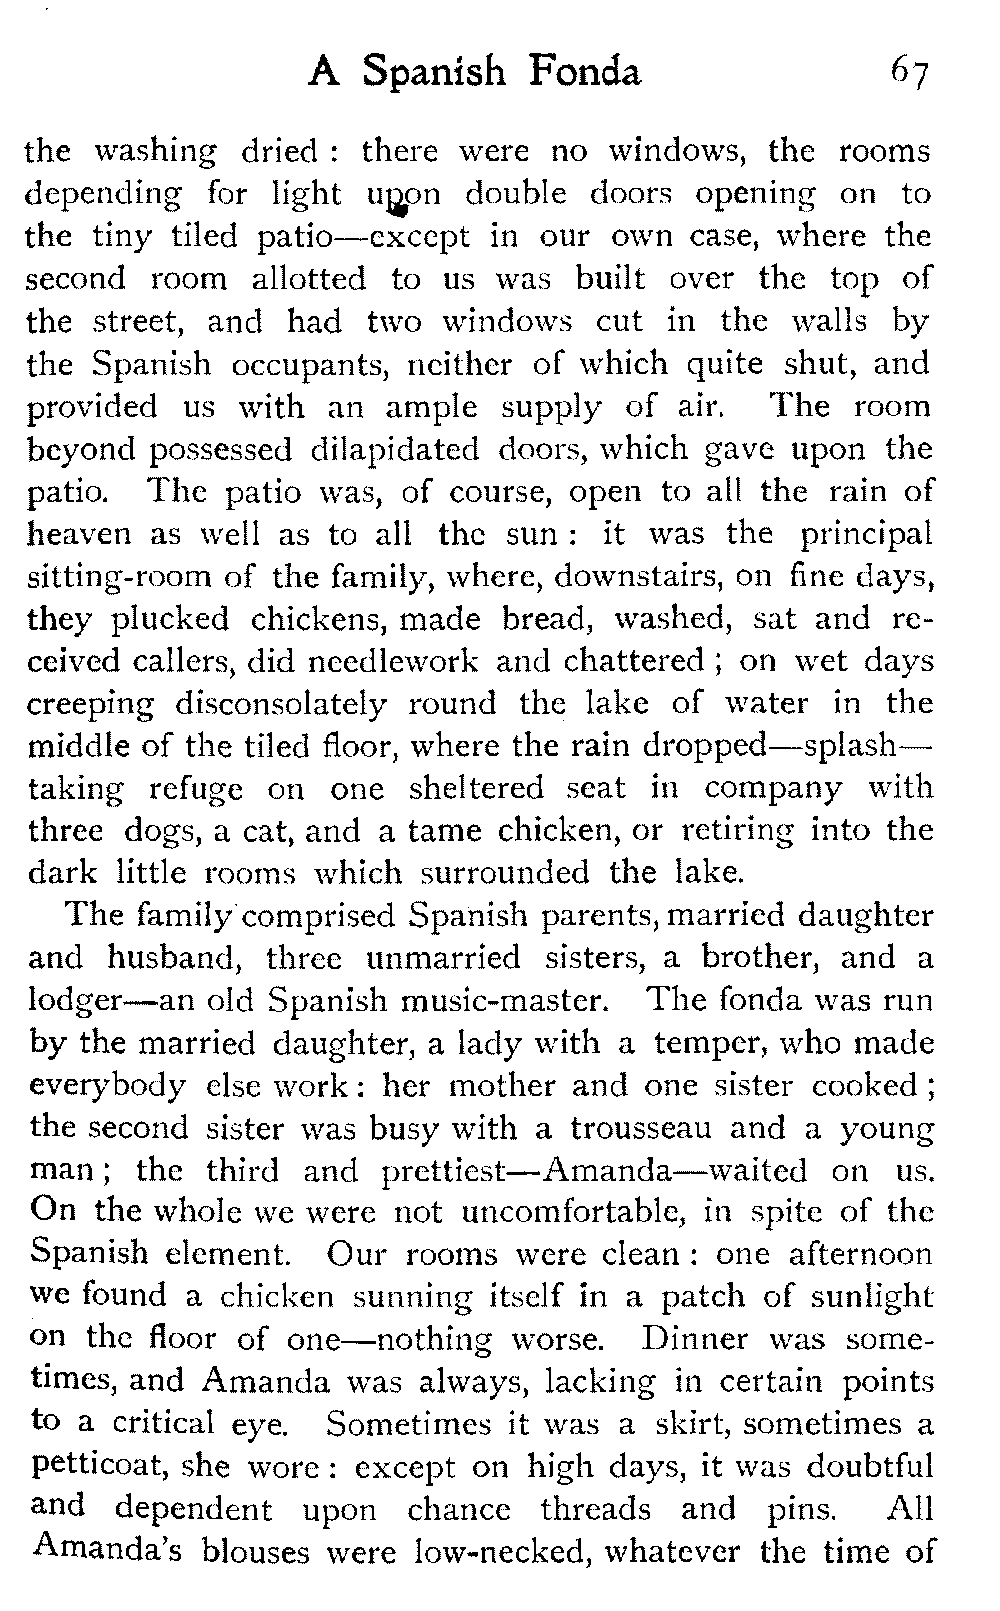 A Spanish Fonda 67
the washing dried : there were no windows, the rooms
depending for light upon double doors opening on to
the tiny tiled patio—except in our own case, where the
second room allotted to us was built over the top of
the street, and had two windows cut in the walls by
the Spanish occupants, neither of which quite shut, and
provided us with an ample supply of air. The room
beyond possessed dilapidated doors, which gave upon the
patio. The patio was, of course, open to all the rain of
heaven as well as to all the sun : it was the principal
sitting-room of the family, where, downstairs, on fine days,
they plucked chickens, made bread, washed, sat and re-
ceived callers, did needlework and chattered ; on wet days
creeping disconsolately round the lake of water in the
middle of the tiled floor, where the rain dropped—splash—
taking refuge on one sheltered seat in company with
three dogs, a cat, and a tame chicken, or retiring into the
dark little rooms which surrounded the lake.
The family comprised Spanish parents, married daughter
and husband, three unmarried sisters, a brother, and a
lodger—an old Spanish music-master. The fonda was run
by the married daughter, a lady with a temper, who made
everybody else work : her mother and one sister cooked ;
the second sister was busy with a trousseau and a young
man ; the third and prettiest—Amanda—waited on us.
On the whole we were not uncomfortable, in spite of the
Spanish element. Our rooms were clean : one afternoon
we found a chicken sunning itself in a patch of sunlight
on the floor of one—nothing worse. Dinner was some-
times, and Amanda was always, lacking in certain points
to a critical eye. Sometimes it was a skirt, sometimes a
petticoat, she wore : except on high days, it was doubtful
and dependent upon chance threads and pins. All
Amanda's blouses were low-necked, whatever the time of